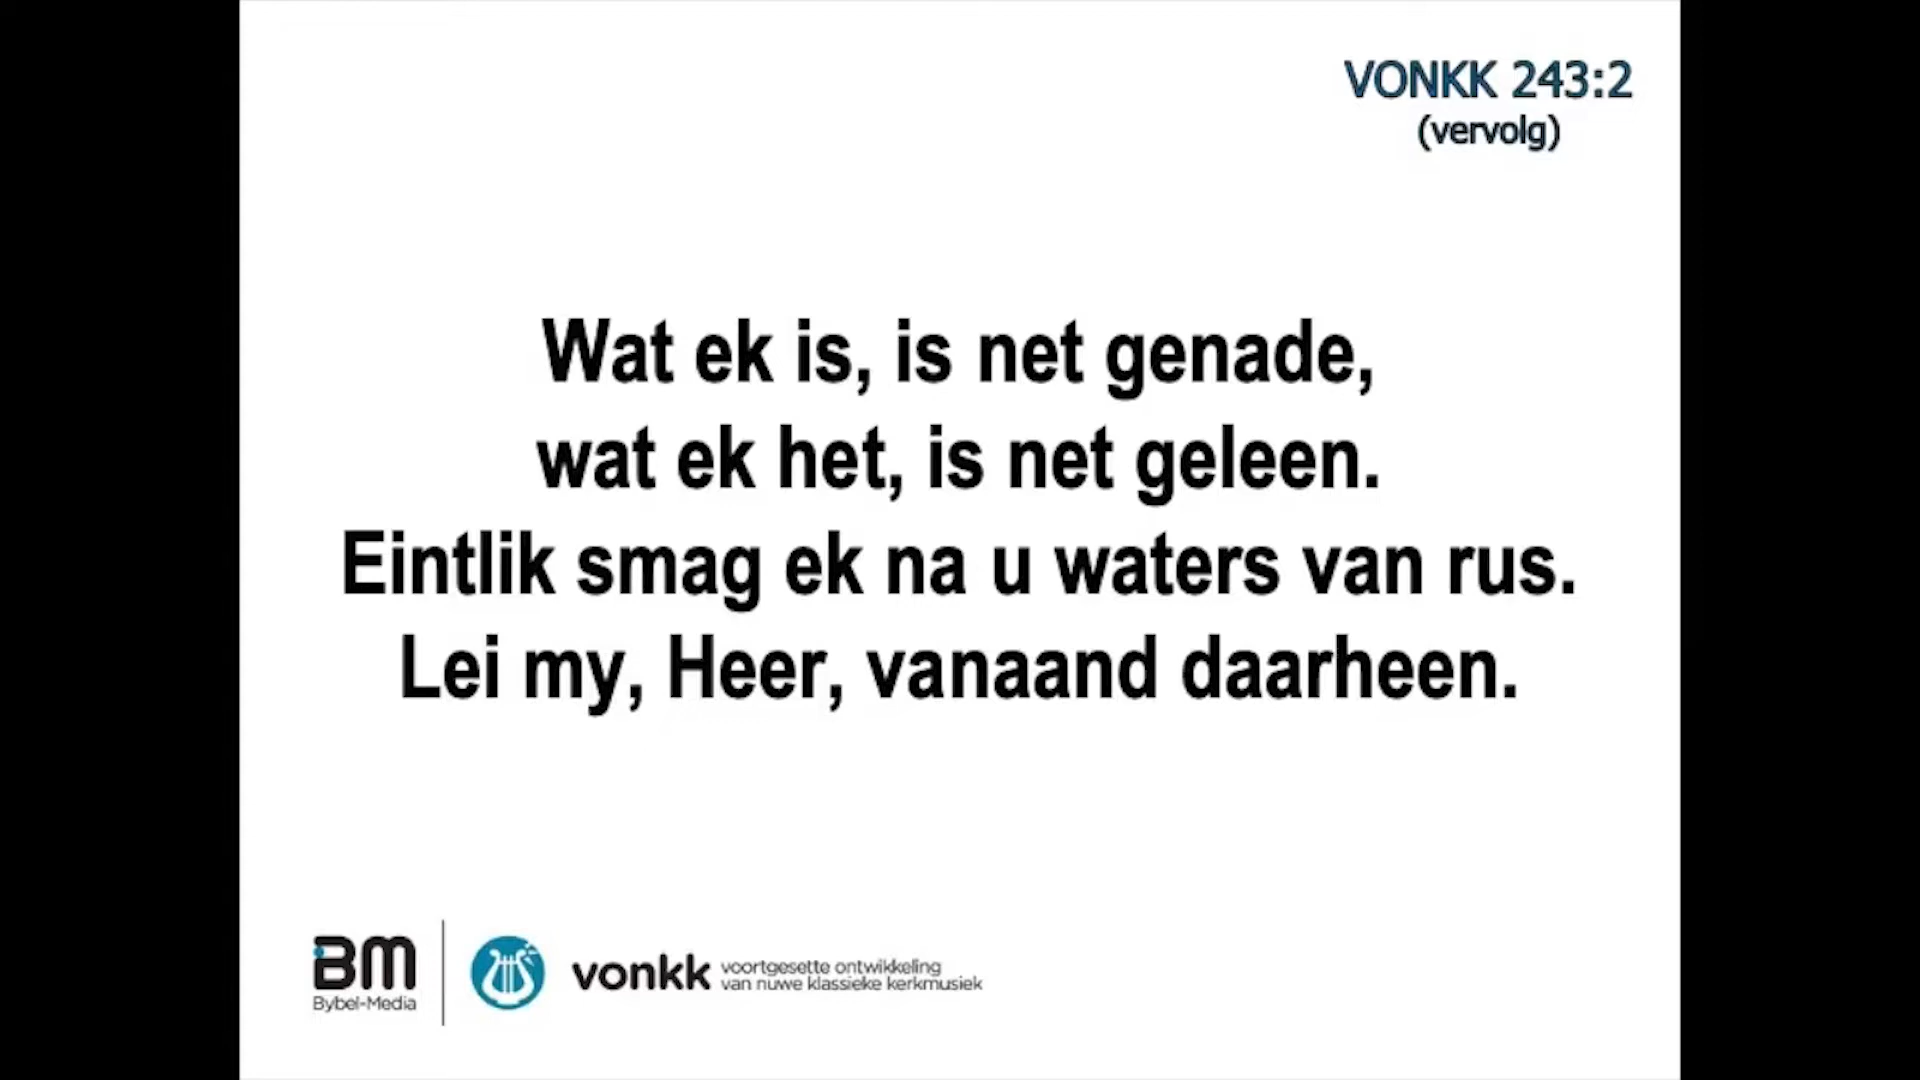 VONKK 243:2
(vervolg)
Wat ek is, is net genade,
wat ek het, is net geleen.
Eintlik smag ek na u waters van rus.
Lei my, Heer, vanaand daarheen.
BM
Bybel-Media
vonkk
voortgesette ontwikkeling
van nuwe klassieke kerkmusiek